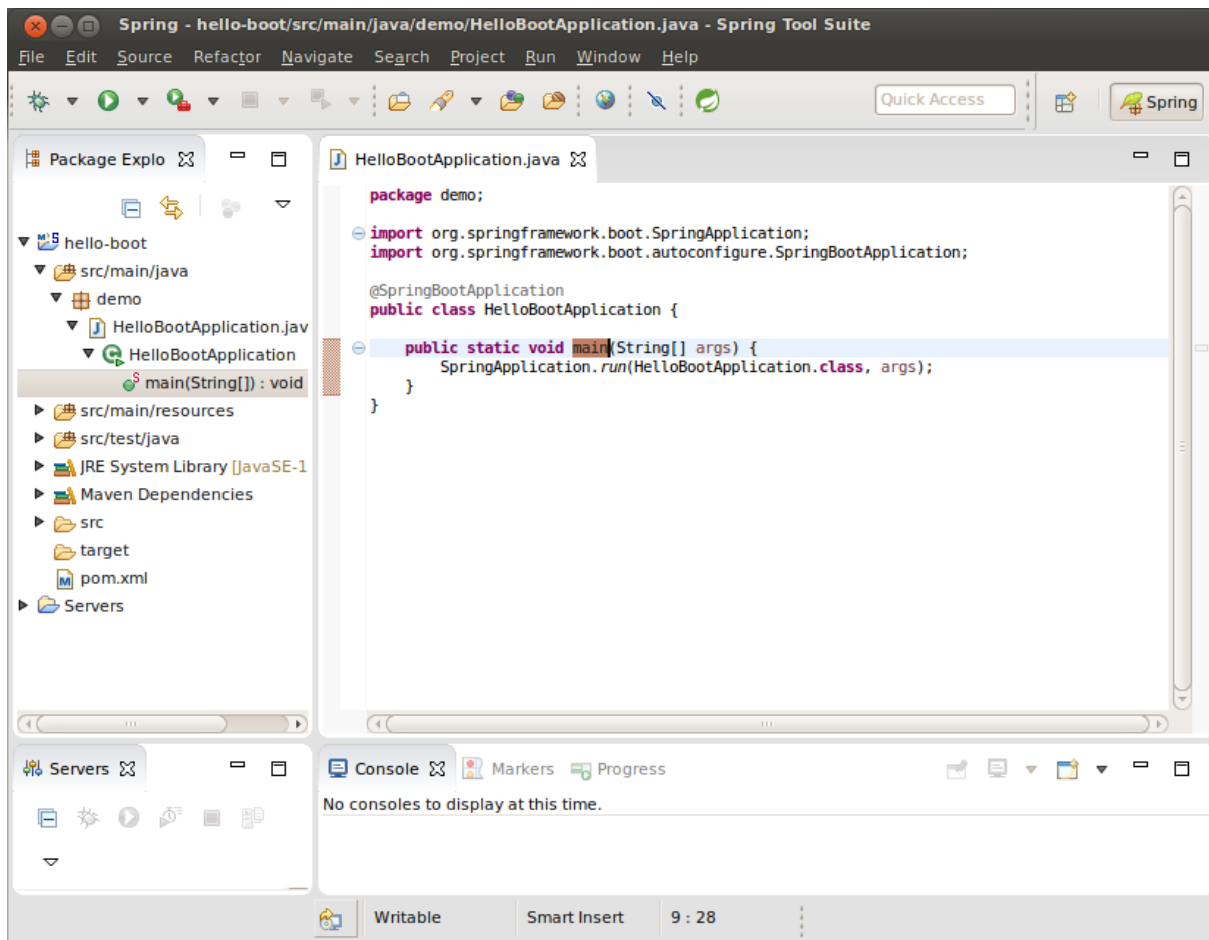 Spring - hello-boot/src/main/java/demo/HelloBootApplication.java - Spring Tool Suite
File Edit Source Refactor Navigate Search Project Run Window Help
Quick Access
Spring
Package Explo
HelloBootApplication.java
hello-boot
src/main/java
demo
HelloBootApplication.jav
HelloBootApplication
main(String[]) : void
src/main/resources
src/test/java
JRE System Library [JavaSE-1
Maven Dependencies
src
target
pom.xml
Servers
package demo;
import org.springframework.boot.SpringApplication;
import org.springframework.boot.autoconfigure.SpringBootApplication;
@SpringBootApplication
public class HelloBootApplication {
public static void main(String[] args) {
SpringApplication.run(HelloBootApplication.class, args);
}
}
Servers
Console Markers Progress
No consoles to display at this time.
Writable Smart Insert 9 : 28